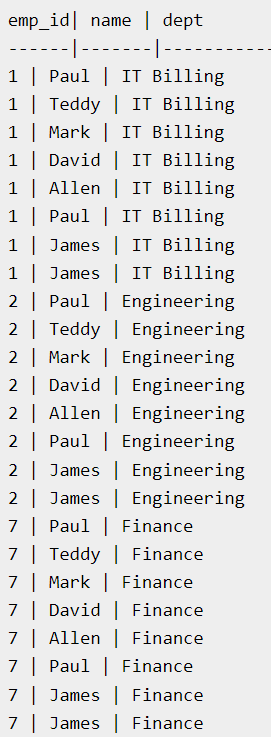 emp_id| name | dept
------|-------|-----------
1 | Paul | IT Billing
1 | Teddy | IT Billing
1 | Mark | IT Billing
1 | David | IT Billing
1 | Allen | IT Billing
1 | Paul | IT Billing
1 | James | IT Billing
1 | James | IT Billing
2 | Paul | Engineering
2 | Teddy | Engineering
2 | Mark | Engineering
2 | David | Engineering
2 | Allen | Engineering
2 | Paul | Engineering
2 | James | Engineering
2 | James | Engineering
7 | Paul | Finance
7 | Teddy | Finance
7 | Mark | Finance
7 | David | Finance
7 | Allen | Finance
7 | Paul | Finance
7 | James | Finance
7 | James | Finance